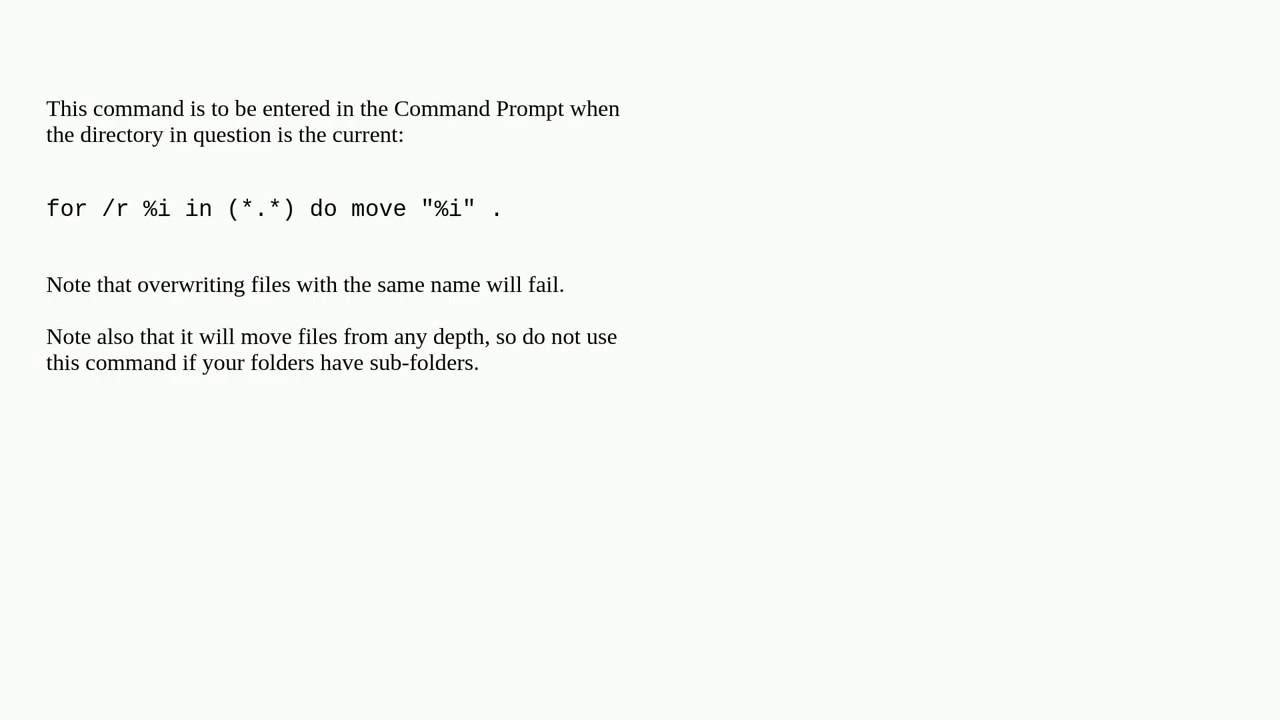 This command is to be entered in the Command Prompt when
the directory in question is the current:
for /r %i in (*.*) do move "%i" .
Note that overwriting files with the same name will fail.
Note also that it will move files from any depth, so do not use
this command if your folders have sub-folders.